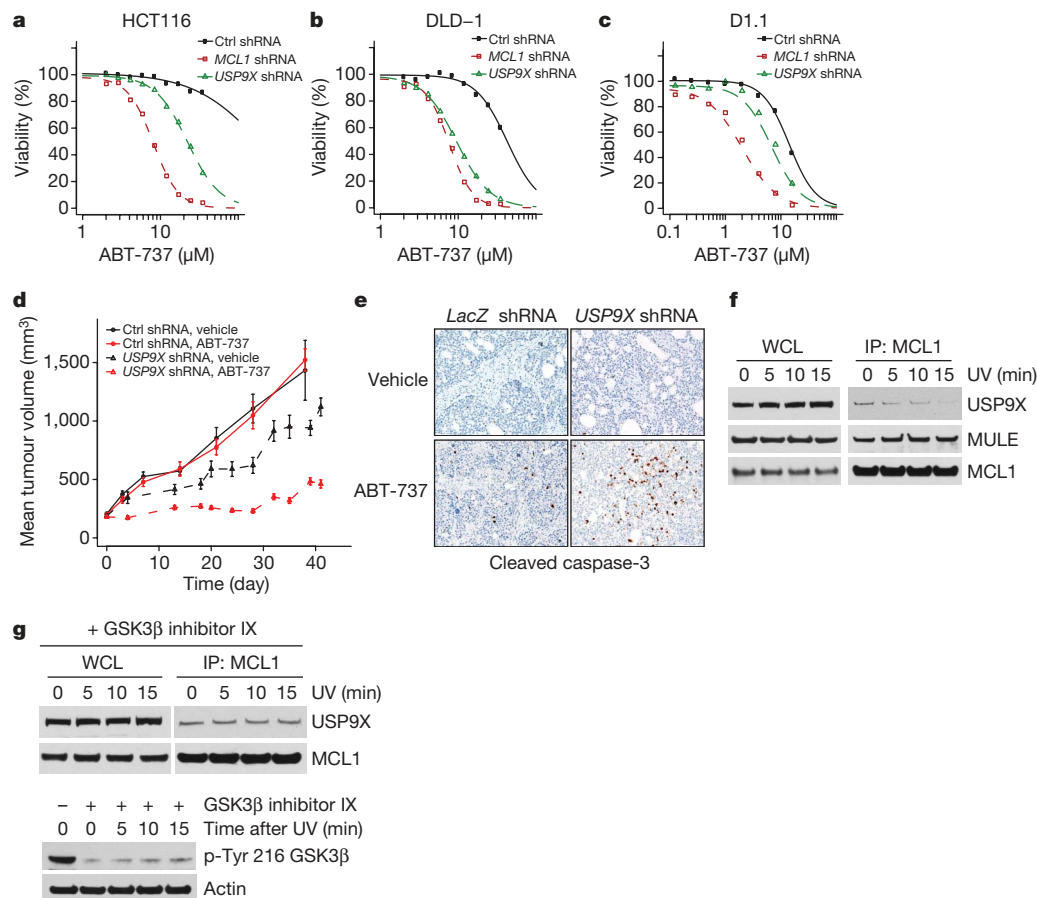 a
HCT116
Ctrl shRNA
MCL1 shRNA
USP9X shRNA
Viability (%)
100
80
60
40
20
0
1
10
ABT-737 (µM)
b
DLD–1
Ctrl shRNA
MCL1 shRNA
USP9X shRNA
Viability (%)
100
80
60
40
20
0
1
10
ABT-737 (µM)
c
D1.1
Ctrl shRNA
MCL1 shRNA
USP9X shRNA
Viability (%)
100
80
60
40
20
0
0.1
1
10
ABT-737 (µM)
d
Ctrl shRNA, vehicle
Ctrl shRNA, ABT-737
USP9X shRNA, vehicle
USP9X shRNA, ABT-737
Mean tumour volume (mm³)
1,500
1,000
500
0
0 10 20 30 40
Time (day)
e
LacZ shRNA USP9X shRNA
Vehicle
ABT-737
Cleaved caspase-3
f
WCL IP: MCL1
0 5 10 15 0 5 10 15 UV (min)
USP9X
MULE
MCL1
g
+ GSK3β inhibitor IX
WCL IP: MCL1
0 5 10 15 0 5 10 15 UV (min)
USP9X
MCL1
– + + + + GSK3β inhibitor IX
0 0 5 10 15 Time after UV (min)
p-Tyr 216 GSK3β
Actin